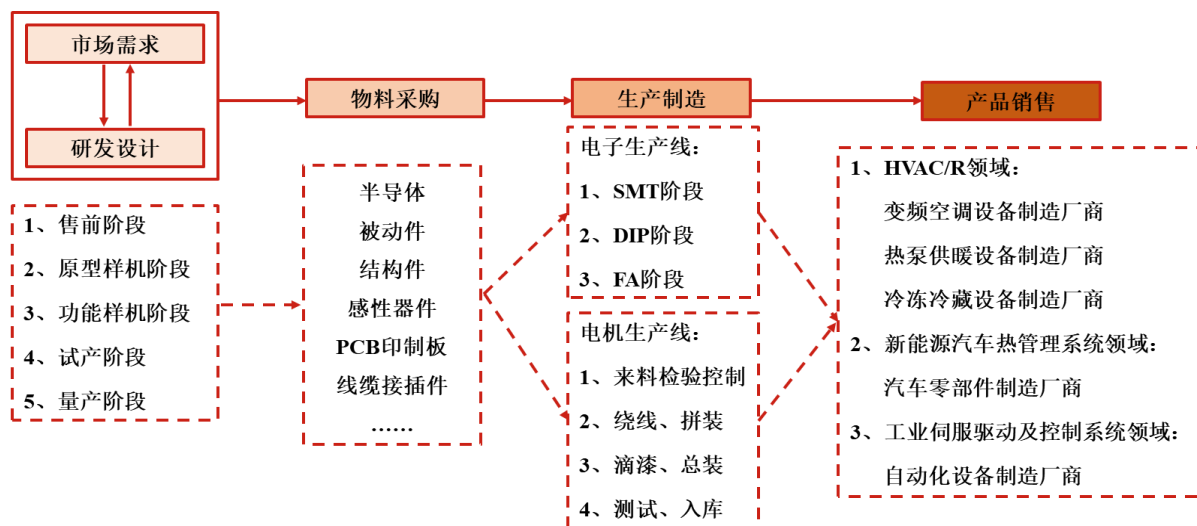 市场需求
研发设计
物料采购
生产制造
产品销售
1、售前阶段
2、原型样机阶段
3、功能样机阶段
4、试产阶段
5、量产阶段
半导体
被动件
结构件
感性器件
PCB印制板
线缆接插件
……
电子生产线：
1、SMT阶段
2、DIP阶段
3、FA阶段
电机生产线：
1、来料检验控制
2、绕线、拼装
3、滴漆、总装
4、测试、入库
1、HVAC/R领域：
变频空调设备制造厂商
热泵供暖设备制造厂商
冷冻冷藏设备制造厂商
2、新能源汽车热管理系统领域：
汽车零部件制造厂商
3、工业伺服驱动及控制系统领域：
自动化设备制造厂商